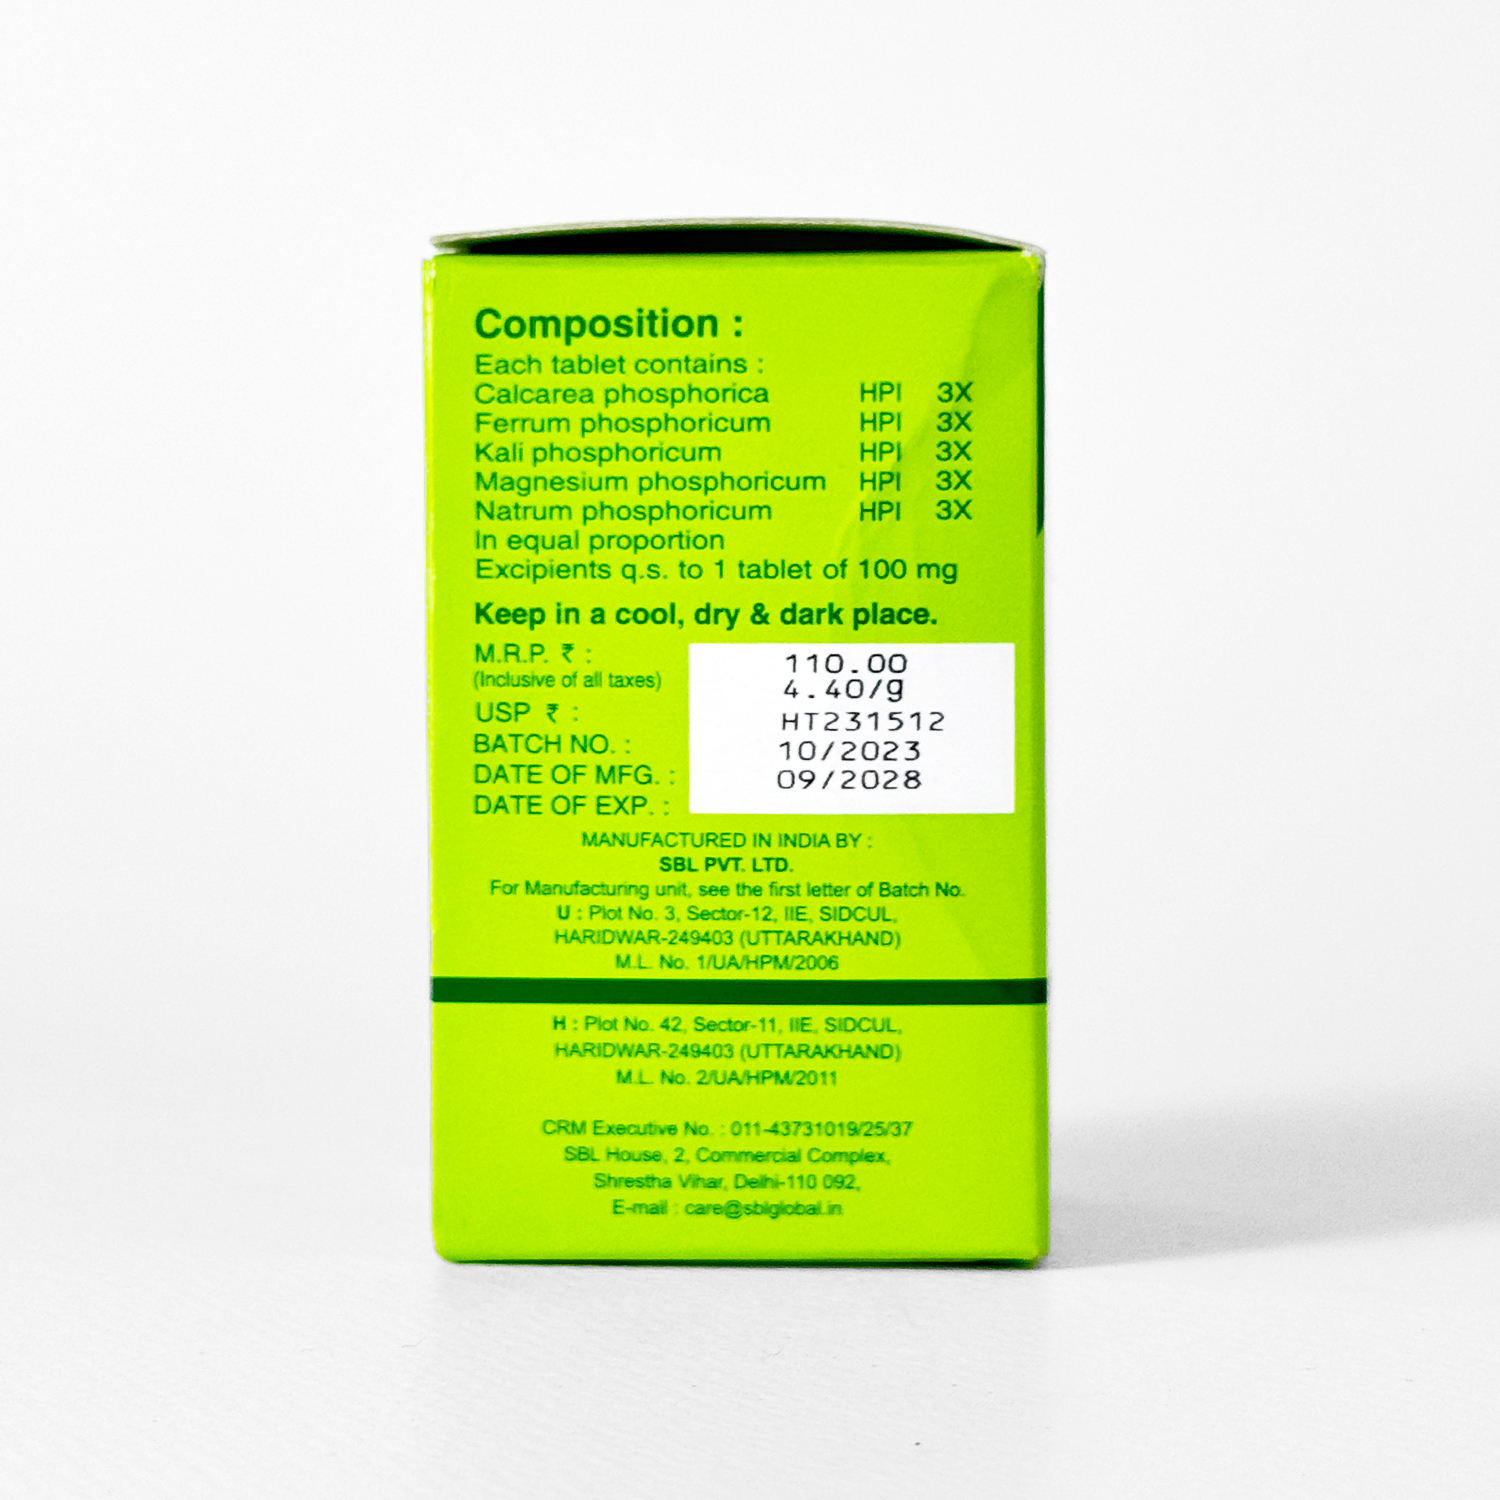 Composition :
Each tablet contains :
Calcarea phosphorica HPI 3X
Ferrum phosphoricum HPI 3X
Kali phosphoricum HPI 3X
Magnesium phosphoricum HPI 3X
Natrum phosphoricum HPI 3X
In equal proportion
Excipients q.s. to 1 tablet of 100 mg
Keep in a cool, dry & dark place.
M.R.P. ₹ : 110.00
(Inclusive of all taxes)
USP ₹ : 4.40/g
BATCH NO. : HT231512
DATE OF MFG. : 10/2023
DATE OF EXP. : 09/2028
MANUFACTURED IN INDIA BY :
SBL PVT. LTD.
For Manufacturing unit, see the first letter of Batch No.
U : Plot No. 3, Sector-12, IIE, SIDCUL,
HARIDWAR-249403 (UTTARAKHAND)
M.L. No. 1/UA/HPM/2006
H : Plot No. 42, Sector-11, IIE, SIDCUL,
HARIDWAR-249403 (UTTARAKHAND)
M.L. No. 2/UA/HPM/2011
CRM Executive No. : 011-43731019/25/37
SBL House, 2, Commercial Complex,
Shrestha Vihar, Delhi-110 092,
E-mail : care@sblglobal.in